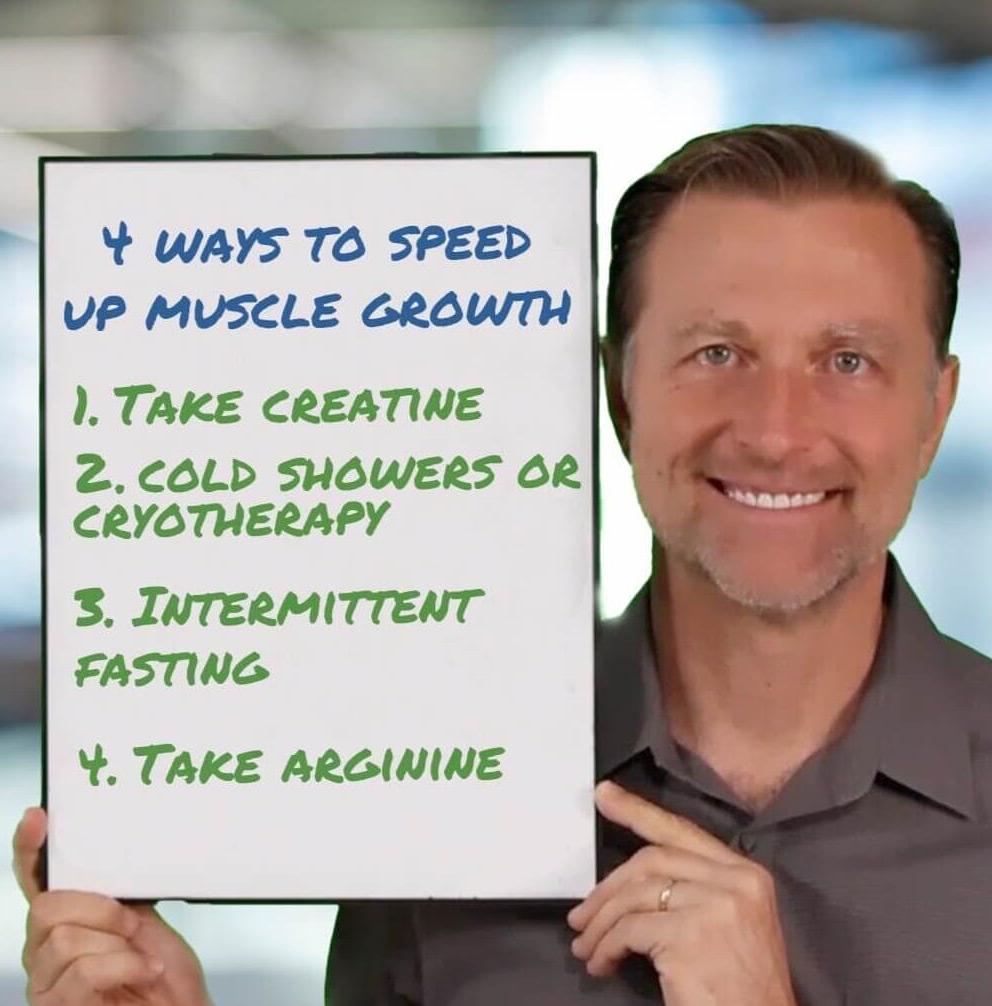 4 WAYS TO SPEED
UP MUSCLE GROWTH
1. TAKE CREATINE
2. COLD SHOWERS OR
CRYOTHERAPY
3. INTERMITTENT
FASTING
4. TAKE ARGININE